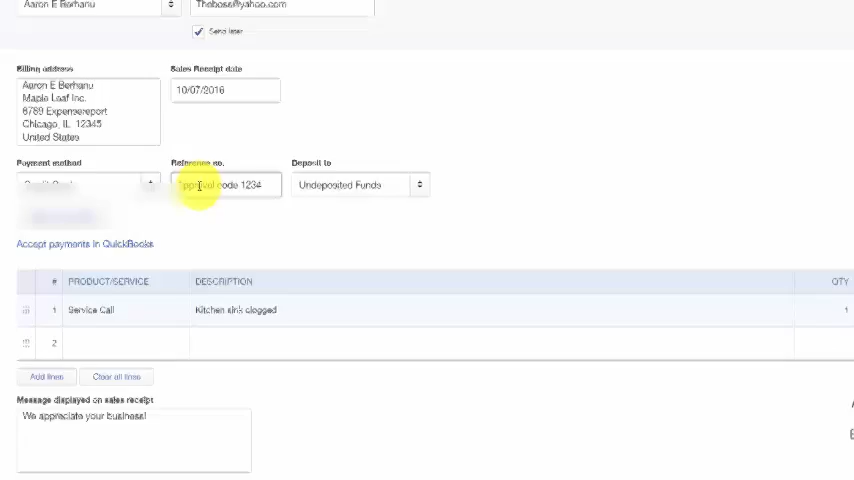 Aaron E Berhanu
Theboss@yahoo.com
Send later
Billing address
Sales Receipt date
Aaron E Berhanu
Maple Leaf Inc.
6789 Expensereport
Chicago, IL 12345
United States
10/07/2016
Payment method
Reference no.
Deposit to
Approval code 1234
Undeposited Funds
Accept payments in QuickBooks
# PRODUCT/SERVICE DESCRIPTION QTY
1 Service Call Kitchen sink clogged 1
2
Add lines
Clear all lines
Message displayed on sales receipt
We appreciate your business!